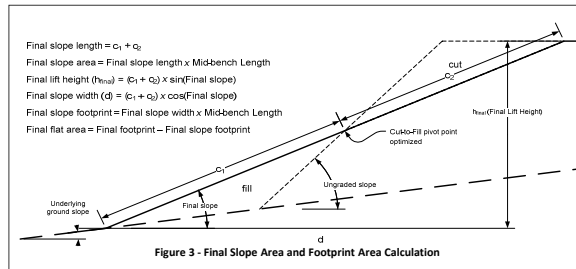 Final slope length = c1 + c2
Final slope area = Final slope length x Mid-bench Length
Final lift height (hfinal) = (c1 + c2) x sin(Final slope)
Final slope width (d) = (c1 + c2) x cos(Final slope)
Final slope footprint = Final slope width x Mid-bench Length
Final flat area = Final footprint – Final slope footprint
cut
c2
hfinal (Final Lift Height)
Cut-to-Fill pivot point
optimized
c1
fill
Ungraded slope
Final slope
Underlying
ground slope
d
Figure 3 - Final Slope Area and Footprint Area Calculation